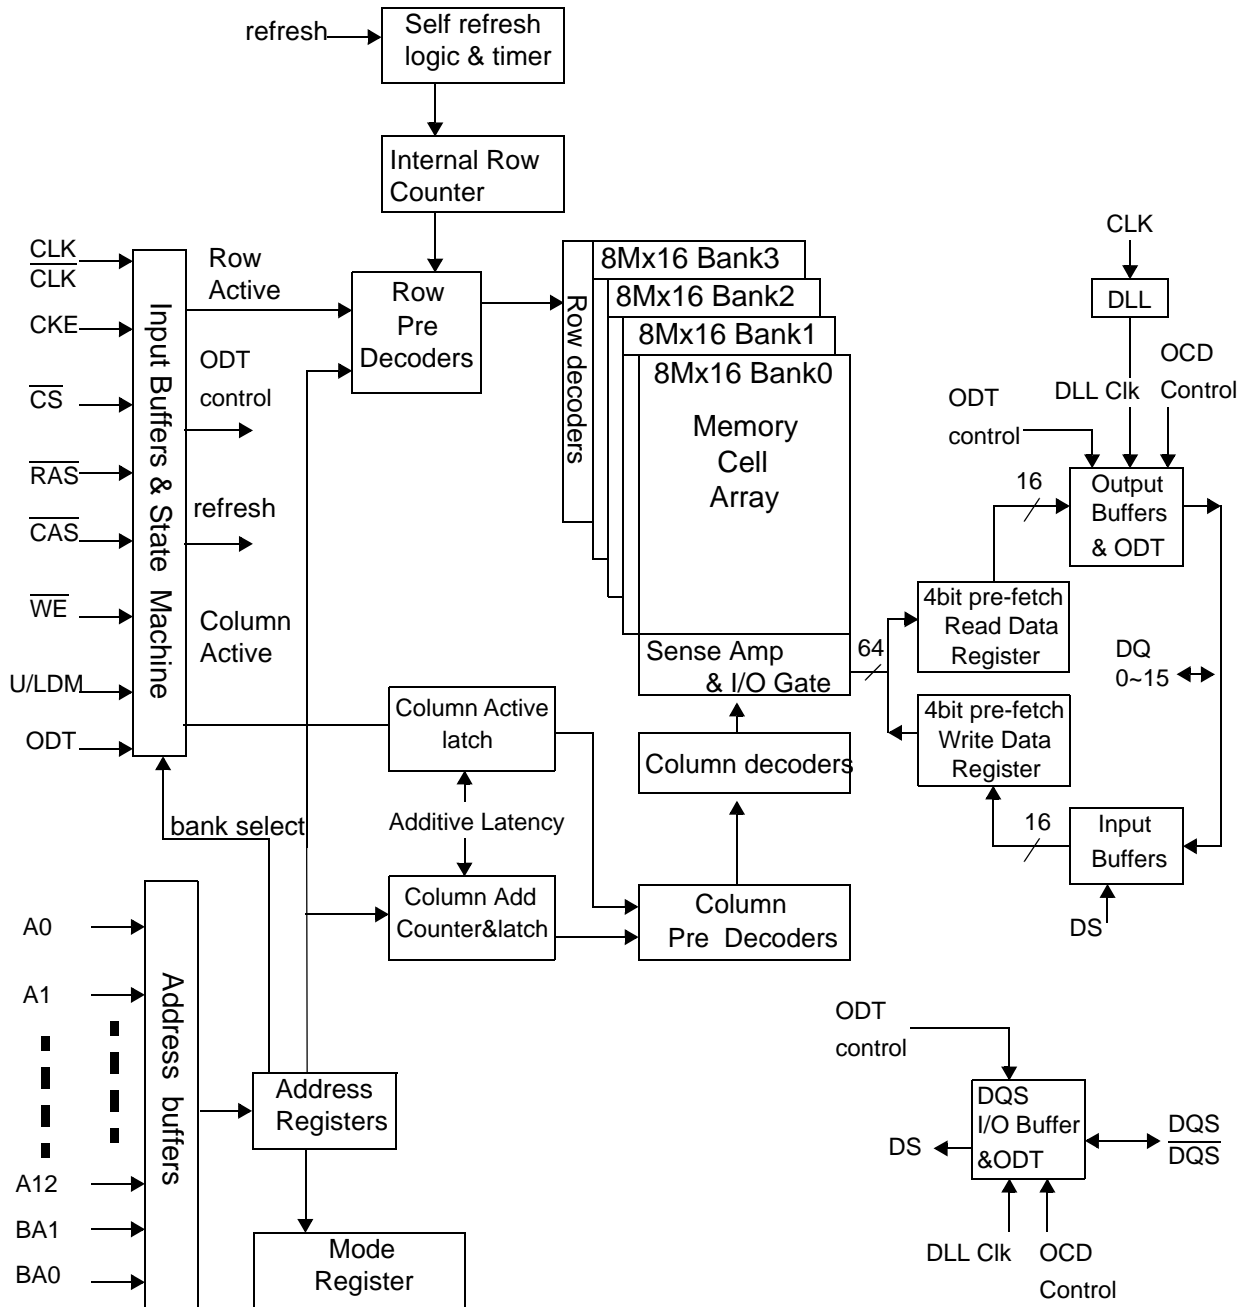 refresh
Self refresh
logic & timer
Internal Row
Counter
CLK
CLK
CKE
CS
RAS
CAS
WE
U/LDM
ODT
Input Buffers & State Machine
Row
Active
ODT
control
refresh
Column
Active
bank select
Row
Pre
Decoders
Row decoders
8Mx16 Bank3
8Mx16 Bank2
8Mx16 Bank1
8Mx16 Bank0
Memory
Cell
Array
Sense Amp
& I/O Gate
64
Column decoders
Column Active
latch
Additive Latency
Column Add
Counter&latch
Column
Pre Decoders
CLK
DLL
DLL Clk
OCD
Control
ODT
control
16
Output
Buffers
& ODT
4bit pre-fetch
Read Data
Register
DQ
0~15
4bit pre-fetch
Write Data
Register
16
Input
Buffers
DS
A0
A1
A12
BA1
BA0
Address buffers
Address
Registers
Mode
Register
ODT
control
DQS
I/O Buffer
&ODT
DS
DQS
DQS
DLL Clk
OCD
Control